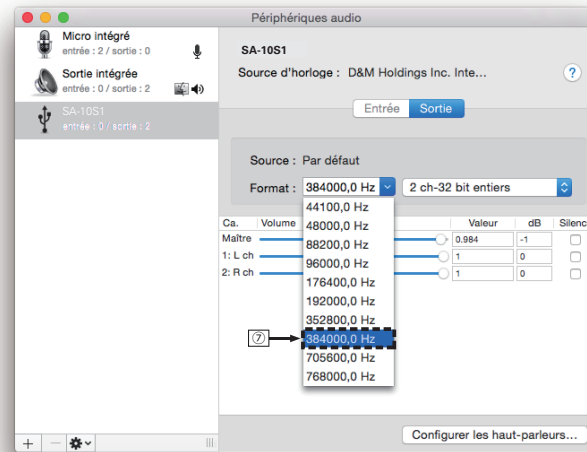 Périphériques audio
Micro intégré
entrée : 2 / sortie : 0
Sortie intégrée
entrée : 0 / sortie : 2
SA-10S1
entrée : 0 / sortie : 2
SA-10S1
Source d'horloge : D&M Holdings Inc. Inte...
?
Entrée Sortie
Source : Par défaut
Format : 384000,0 Hz 2 ch-32 bit entiers
44100,0 Hz
48000,0 Hz
88200,0 Hz
96000,0 Hz
176400,0 Hz
192000,0 Hz
352800,0 Hz
⑦ 384000,0 Hz
705600,0 Hz
768000,0 Hz
Ca. Volume Valeur dB Silenc
Maître 0.984 -1
1: L ch 1 0
2: R ch 1 0
Configurer les haut-parleurs...